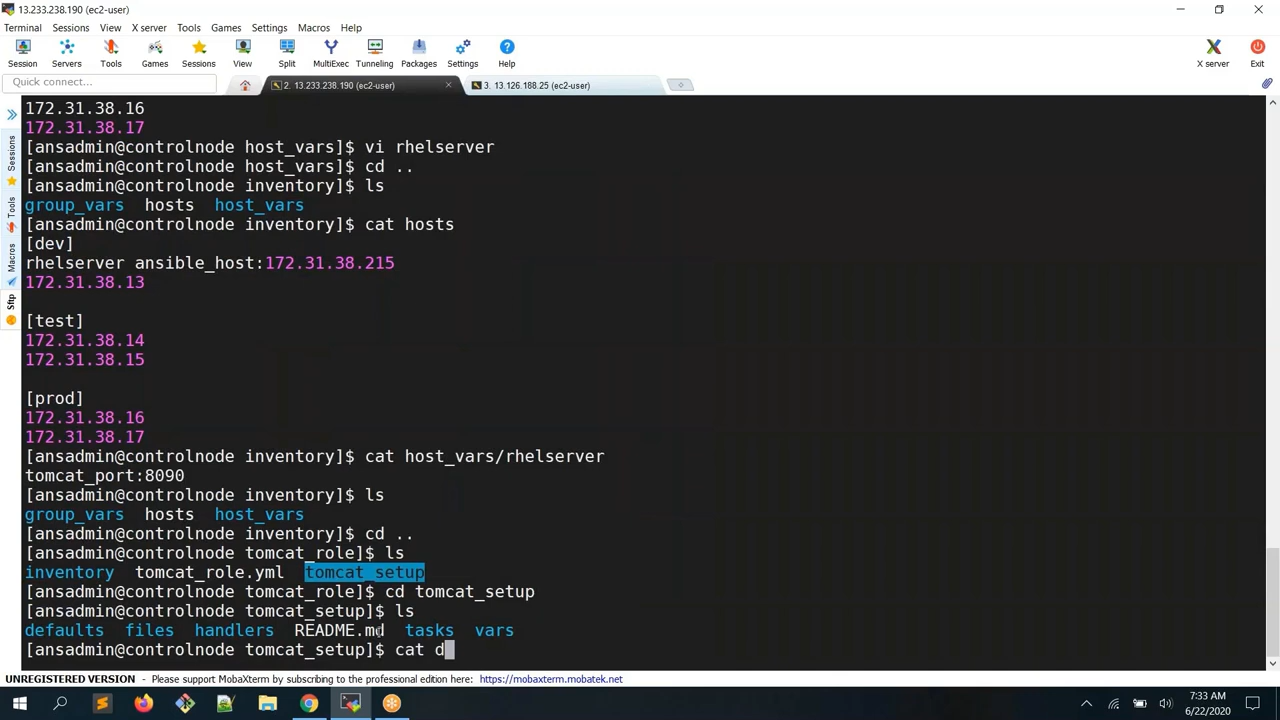 13.233.238.190 (ec2-user)
Terminal Sessions View X server Tools Games Settings Macros Help
Session Servers Tools Games Sessions View Split MultiExec Tunneling Packages Settings Help X server Exit
Quick connect...
2. 13.233.238.190 (ec2-user)
3. 13.126.188.25 (ec2-user)
Sessions
Tools
Macros
Sftp
172.31.38.16
172.31.38.17
[ansadmin@controlnode host_vars]$ vi rhelserver
[ansadmin@controlnode host_vars]$ cd ..
[ansadmin@controlnode inventory]$ ls
group_vars hosts host_vars
[ansadmin@controlnode inventory]$ cat hosts
[dev]
rhelserver ansible_host:172.31.38.215
172.31.38.13
[test]
172.31.38.14
172.31.38.15
[prod]
172.31.38.16
172.31.38.17
[ansadmin@controlnode inventory]$ cat host_vars/rhelserver
tomcat_port:8090
[ansadmin@controlnode inventory]$ ls
group_vars hosts host_vars
[ansadmin@controlnode inventory]$ cd ..
[ansadmin@controlnode tomcat_role]$ ls
inventory tomcat_role.yml tomcat_setup
[ansadmin@controlnode tomcat_role]$ cd tomcat_setup
[ansadmin@controlnode tomcat_setup]$ ls
defaults files handlers README.md tasks vars
[ansadmin@controlnode tomcat_setup]$ cat d
UNREGISTERED VERSION - Please support MobaXterm by subscribing to the professional edition here: https://mobaxterm.mobatek.net
7:33 AM
6/22/2020